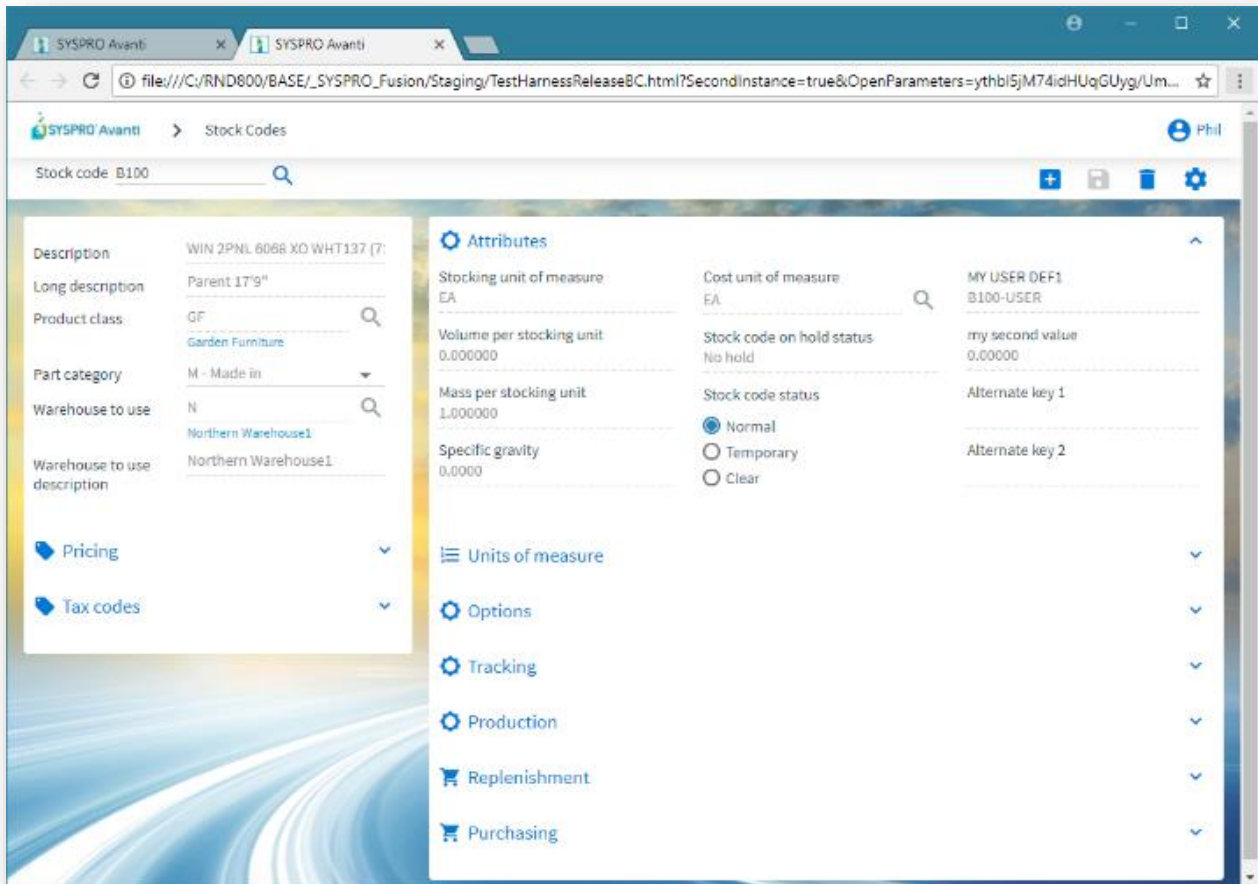 SYSPRO Avanti
SYSPRO Avanti
file:///C:/RND800/BASE/_SYSPRO_Fusion/Staging/TestHarnessReleaseBC.html?SecondInstance=true&OpenParameters=ythbI5jM74idHUqGUyg/Um...
SYSPRO Avanti > Stock Codes
Phil
Stock code B100
Description WIN 2PNL 6068 XO WHT137 (7:
Long description Parent 17'9"
Product class GF
Garden Furniture
Part category M - Made in
Warehouse to use N
Northern Warehouse1
Warehouse to use
description
Northern Warehouse1
Pricing
Tax codes
Attributes
Stocking unit of measure
EA
Volume per stocking unit
0.000000
Mass per stocking unit
1.000000
Specific gravity
0.0000
Cost unit of measure
EA
Stock code on hold status
No hold
Stock code status
Normal
Temporary
Clear
MY USER DEF1
B100-USER
my second value
0.00000
Alternate key 1
Alternate key 2
Units of measure
Options
Tracking
Production
Replenishment
Purchasing